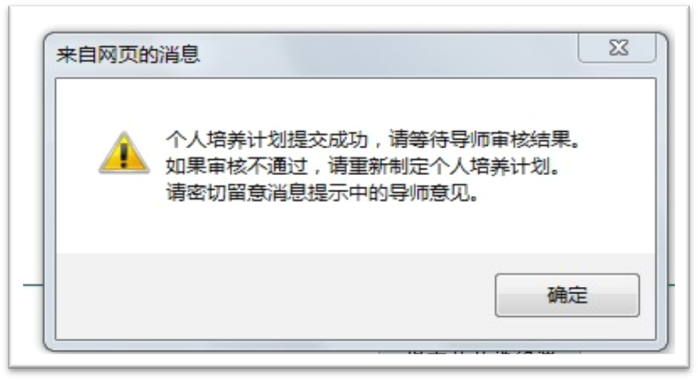 来自网页的消息
个人培养计划提交成功，请等待导师审核结果。
如果审核不通过，请重新制定个人培养计划。
请密切留意消息提示中的导师意见。
确定